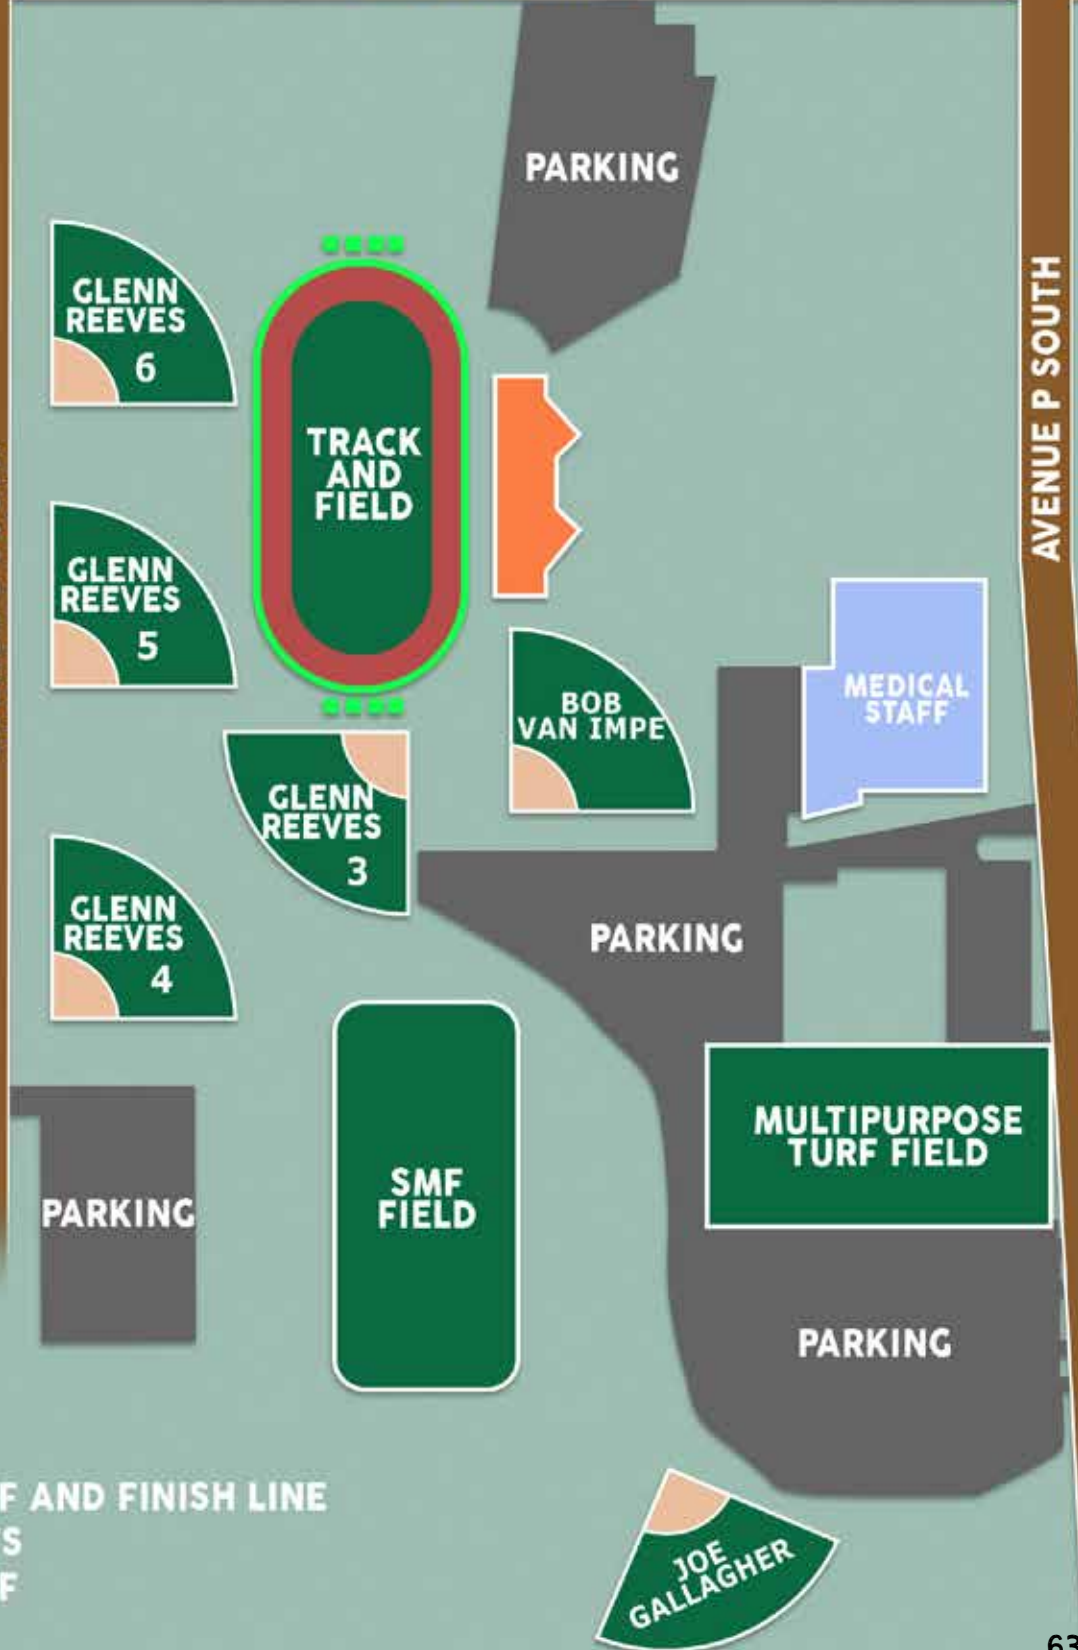 PARKING
GLENN
REEVES
6
AVENUE P SOUTH
TRACK
AND
FIELD
GLENN
REEVES
5
MEDICAL
STAFF
BOB
VAN IMPE
GLENN
REEVES
3
GLENN
REEVES
4
PARKING
MULTIPURPOSE
TURF FIELD
SMF
FIELD
PARKING
PARKING
F AND FINISH LINE
S
F
JOE
GALLAGHER
63